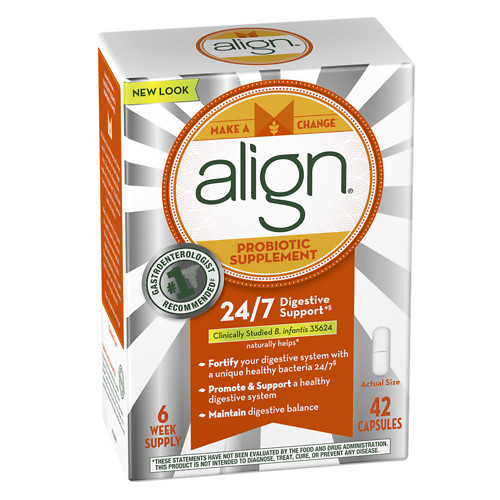 align™
NEW LOOK
MAKE A CHANGE
align®
PROBIOTIC
SUPPLEMENT
GASTROENTEROLOGIST
#1
RECOMMENDED‡
24/7 Digestive
Support*§
Clinically Studied B. infantis 35624
naturally helps*
• Fortify your digestive system with
a unique healthy bacteria 24/7§
• Promote & Support a healthy
digestive system
• Maintain digestive balance
Actual Size
6
WEEK
SUPPLY
42
CAPSULES
*THESE STATEMENTS HAVE NOT BEEN EVALUATED BY THE FOOD AND DRUG ADMINISTRATION.
THIS PRODUCT IS NOT INTENDED TO DIAGNOSE, TREAT, CURE, OR PREVENT ANY DISEASE.